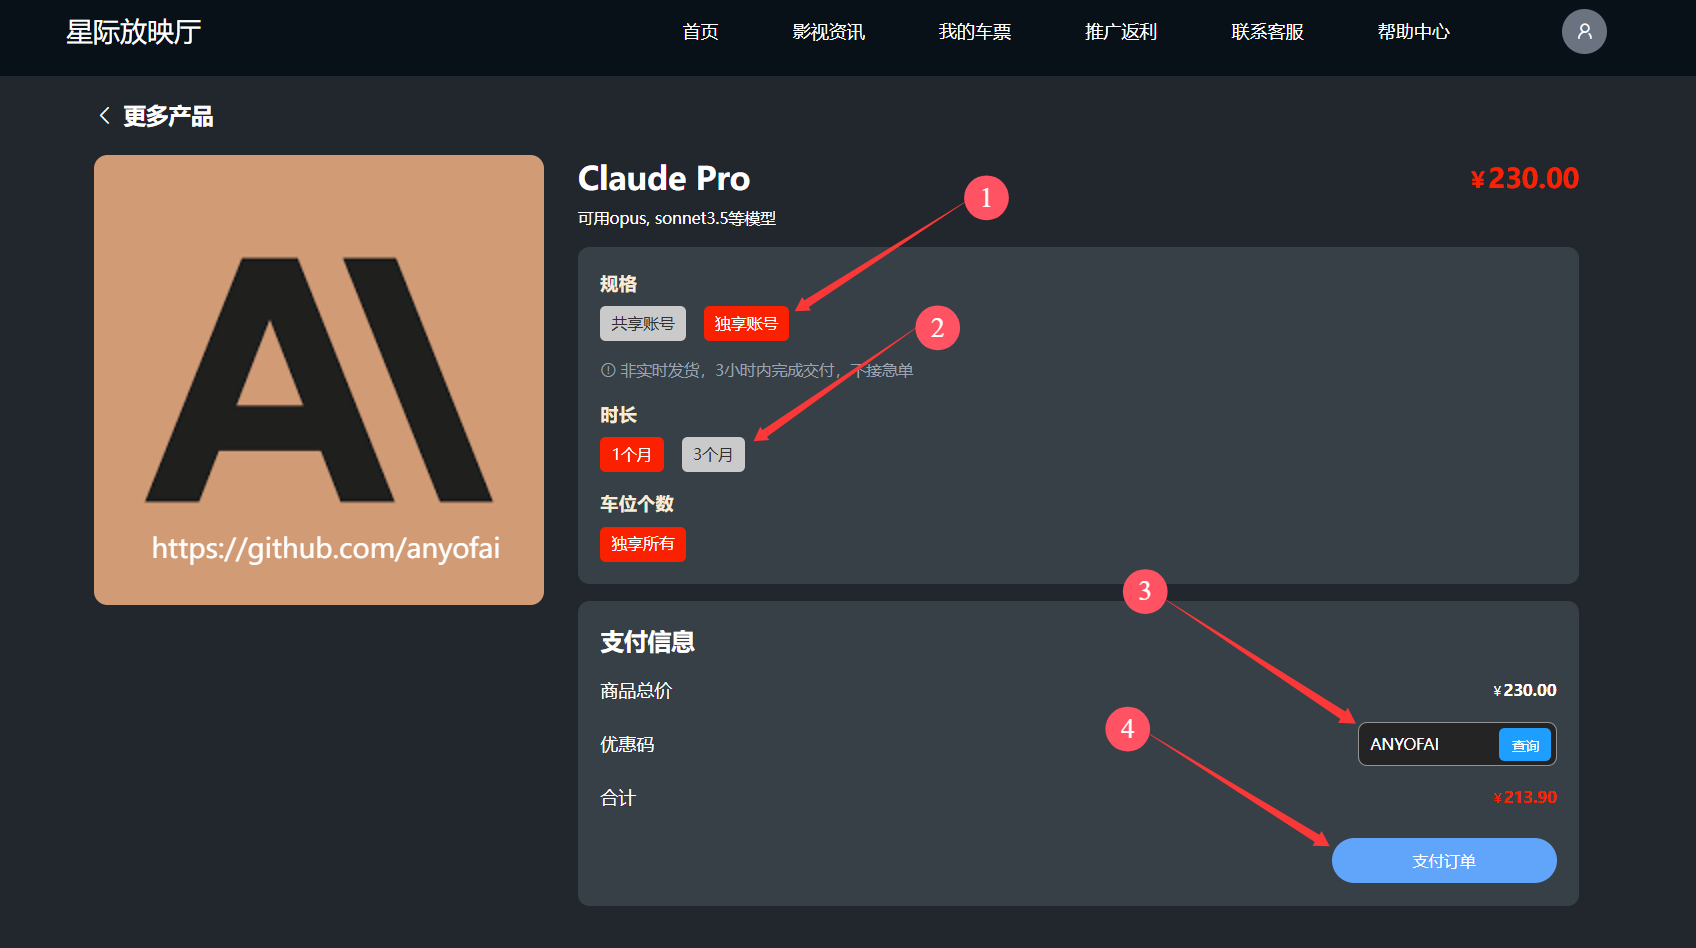 星际放映厅
首页
影视资讯
我的车票
推广返利
联系客服
帮助中心
更多产品
https://github.com/anyofai
Claude Pro
¥230.00
可用opus, sonnet3.5等模型
1
规格
共享账号
独享账号
2
非实时发货，3小时内完成交付，不接急单
时长
1个月
3个月
车位个数
独享所有
3
支付信息
商品总价
¥230.00
4
优惠码
ANYOFAI
查询
合计
¥213.90
支付订单